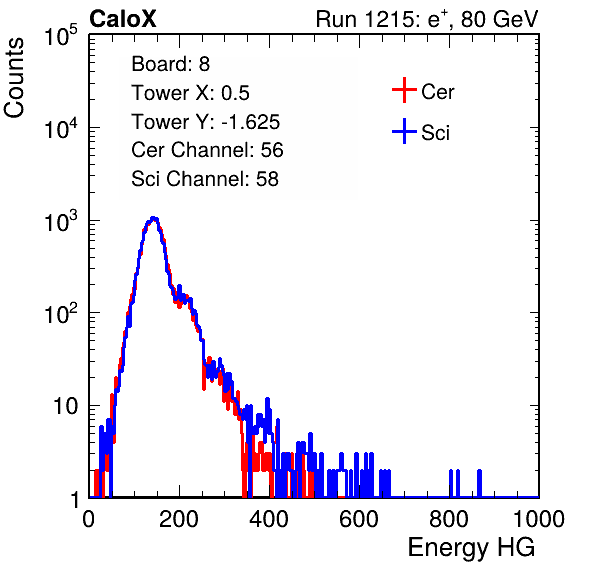 CaloX Run 1215: e⁺, 80 GeV
Counts
10⁵
10⁴
10³
10²
10
1
Board: 8
Tower X: 0.5
Tower Y: -1.625
Cer Channel: 56
Sci Channel: 58
Cer
Sci
0 200 400 600 800 1000
Energy HG